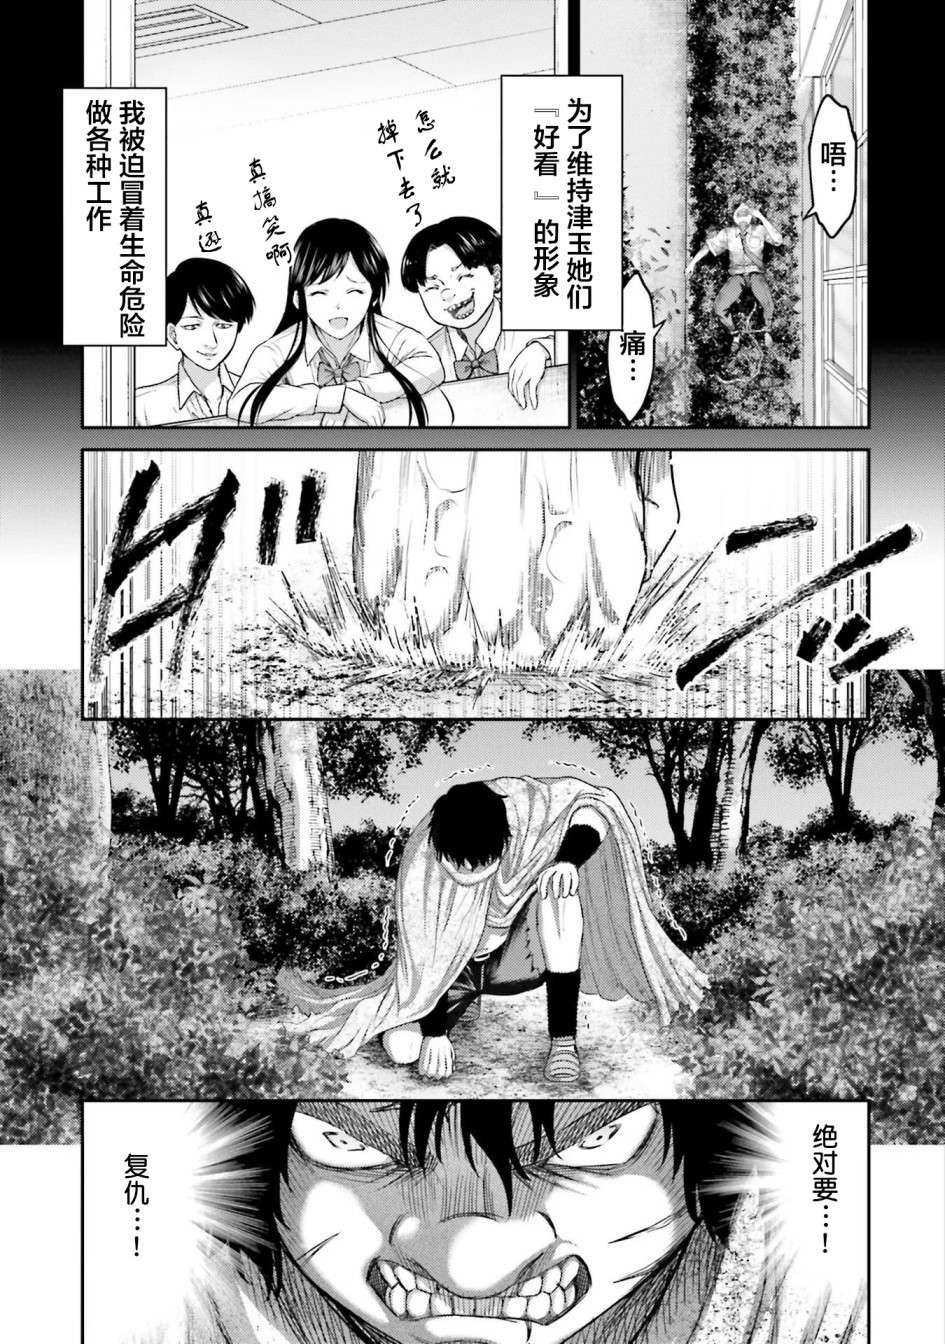 唔…
痛…
为了维持津玉她们
『好看』的形象
怎么就
掉下去了
真搞笑啊
真逊
我被迫冒着生命危险
做各种工作
グッ
绝对要…！
复仇…！